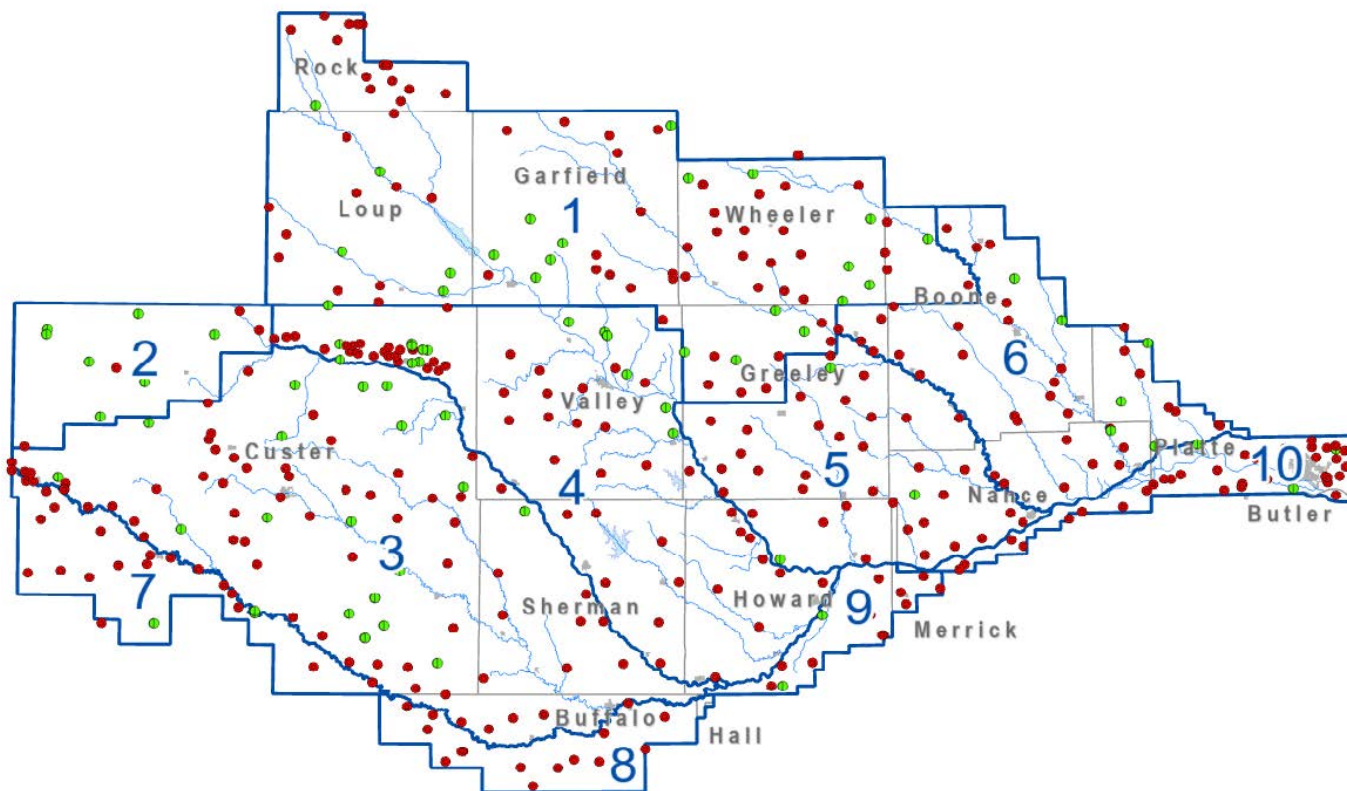 Rock
Garfield
Loup
1
Wheeler
Boone
2
6
Greeley
Valley
Custer
4
5
Platte
10
Nance
Butler
3
7
Sherman
Howard
9
Merrick
Buffalo
Hall
8